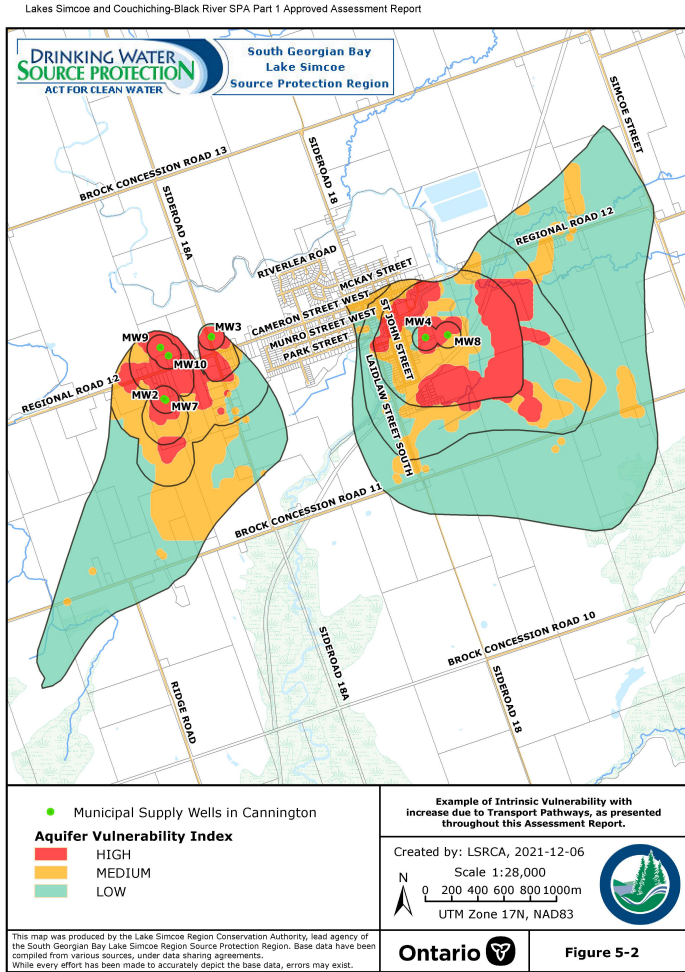 Lakes Simcoe and Couchiching-Black River SPA Part 1 Approved Assessment Report
DRINKING WATER
SOURCE PROTECTION
ACT FOR CLEAN WATER
South Georgian Bay
Lake Simcoe
Source Protection Region
SIMCOE STREET
BROCK CONCESSION ROAD 13
SIDEROAD 18
SIDEROAD 18A
REGIONAL ROAD 12
RIVERLEA ROAD
MCKAY STREET
CAMERON STREET WEST
MUNRO STREET WEST
PARK STREET
ST JOHN STREET
LAIDLAW STREET SOUTH
MW9
MW3
MW10
MW4
MW8
REGIONAL ROAD 12
MW2
MW7
BROCK CONCESSION ROAD 11
BROCK CONCESSION ROAD 10
SIDEROAD 18A
RIDGE ROAD
SIDEROAD 18
Municipal Supply Wells in Cannington
Aquifer Vulnerability Index
HIGH
MEDIUM
LOW
Example of Intrinsic Vulnerability with
increase due to Transport Pathways, as presented
throughout this Assessment Report.
Created by: LSRCA, 2021-12-06
Scale 1:28,000
N
0 200 400 600 800 1000m
UTM Zone 17N, NAD83
This map was produced by the Lake Simcoe Region Conservation Authority, lead agency of
the South Georgian Bay Lake Simcoe Region Source Protection Region. Base data have been
compiled from various sources, under data sharing agreements.
While every effort has been made to accurately depict the base data, errors may exist.
Ontario
Figure 5-2